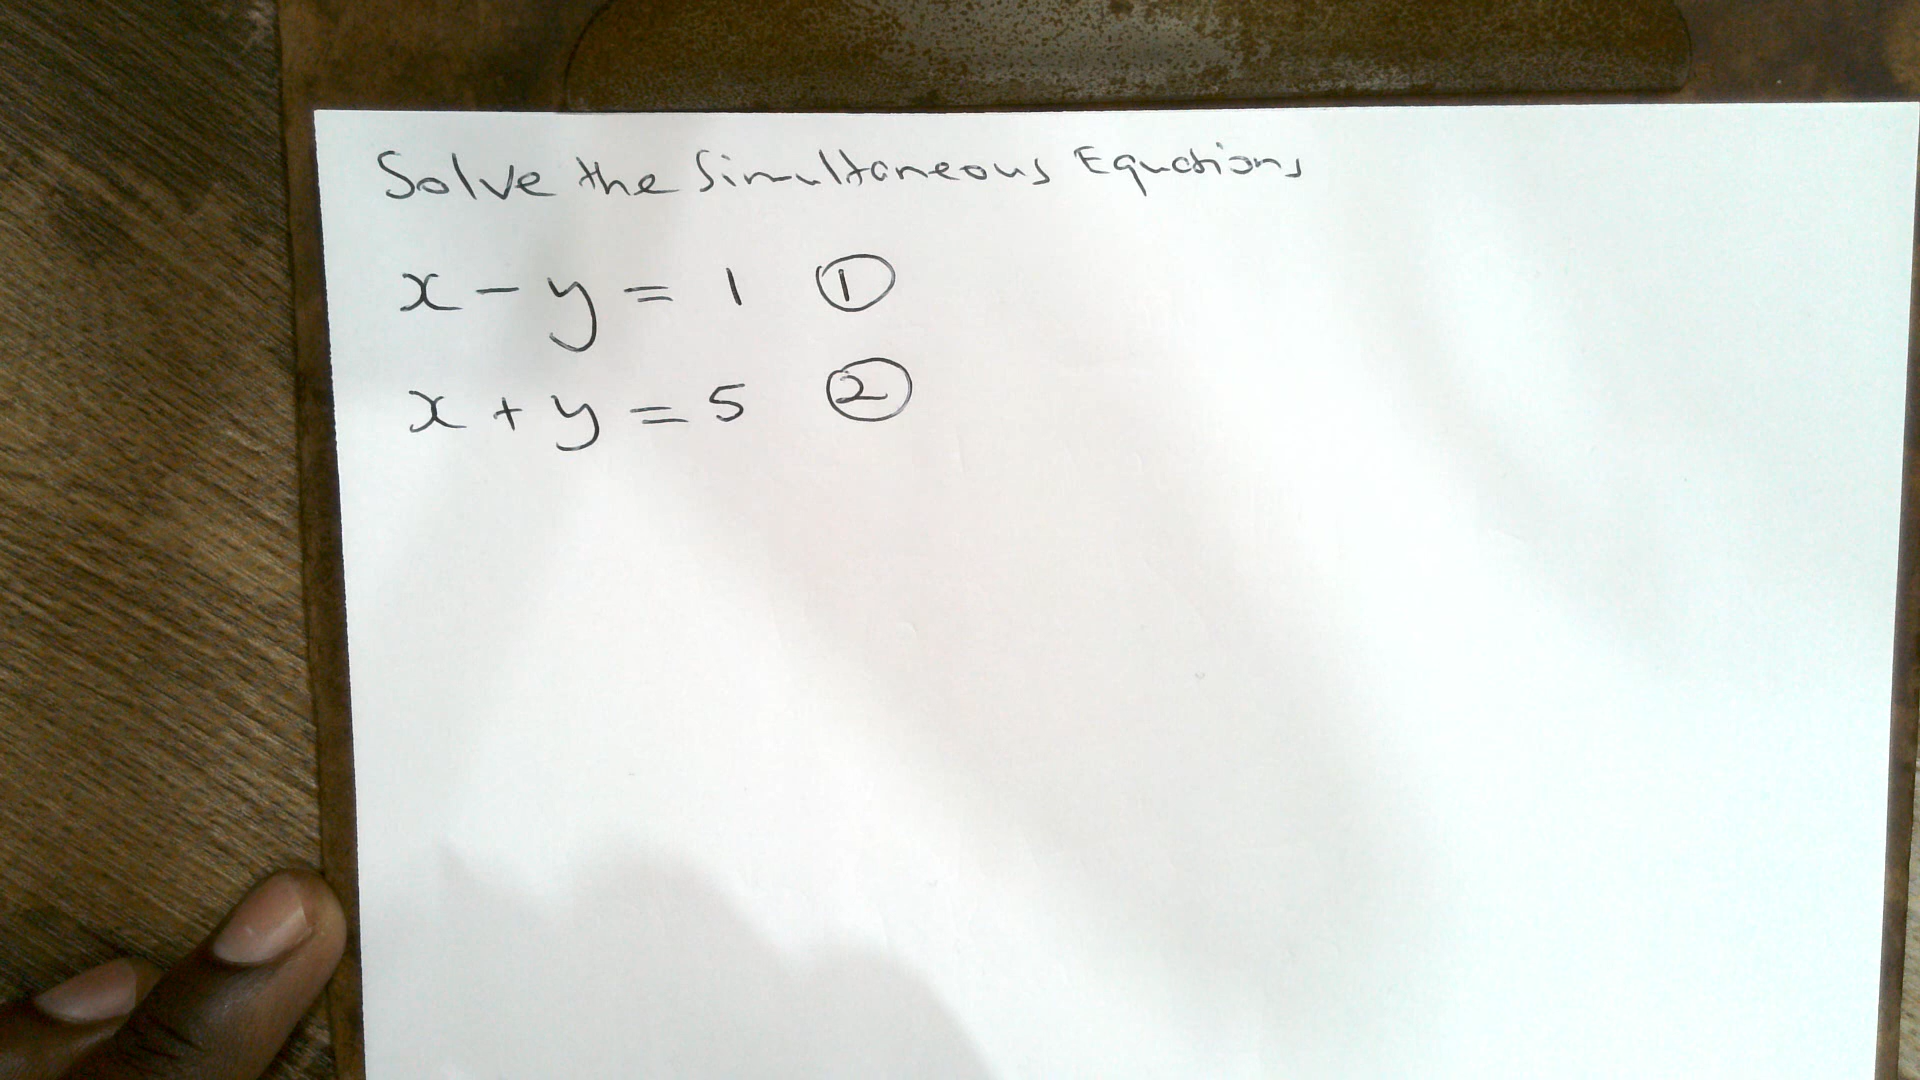 Solve the Simultaneous Equations
x - y = 1 ①
x + y = 5 ②